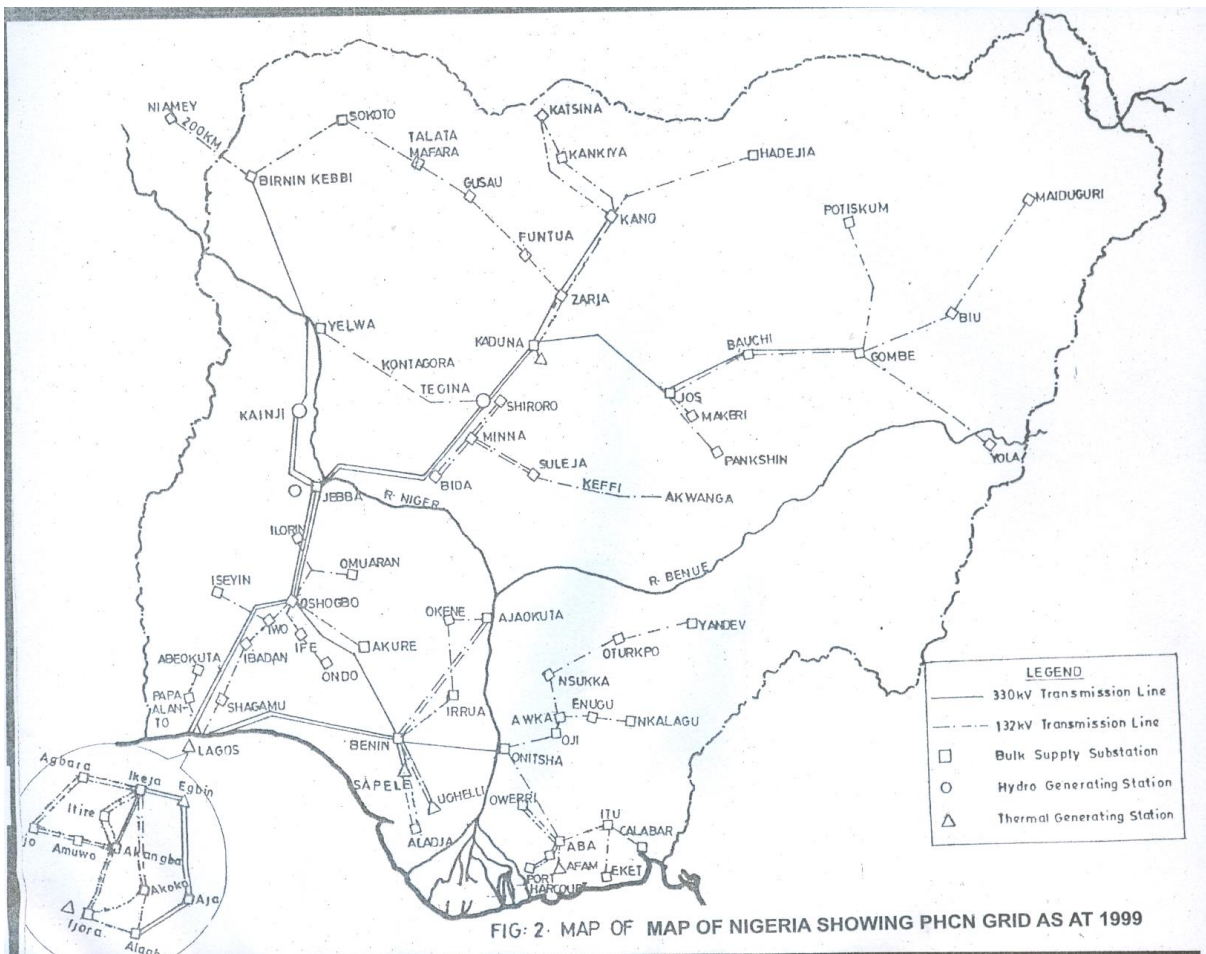 NIAMEY
200KM
SOKOTO
KATSINA
TALATA
MAFARA
KANKIYA
HADEJIA
BIRNIN KEBBI
GUSAU
KANO
POTISKUM
MAIDUGURI
FUNTUA
ZARIA
YELWA
KADUNA
BIU
BAUCHI
GOMBE
KONTAGORA
TEGINA
JOS
SHIRORO
MAKERI
KAINJI
MINNA
PANKSHIN
YOLA
SULEJA
BIDA
KEFFI
AKWANGA
JEBBA
R. NIGER
ILORIN
OMUARAN
R. BENUE
ISEYIN
OSHOGBO
OKENE
AJAOKUTA
IWO
IFE
AKURE
YANDEV
OTURKPO
ABEOKUTA
IBADAN
ONDO
NSUKKA
PAPA
ALAN-
TO
SHAGAMU
IRRUA
AWKA
ENUGU
NKALAGU
OJI
LAGOS
BENIN
ONITSHA
SAPELE
UGHELLI
OWERRI
ITU
CALABAR
ALADJA
ABA
AFAM
PORT
HARCOURT
EKET
Agbara
Ikeja
Egbin
Itire
jo
Amuwo
Akangba
Akoko
Aja
Ijora
LEGEND
330kV Transmission Line
132kV Transmission Line
Bulk Supply Substation
Hydro Generating Station
Thermal Generating Station
FIG: 2. MAP OF MAP OF NIGERIA SHOWING PHCN GRID AS AT 1999